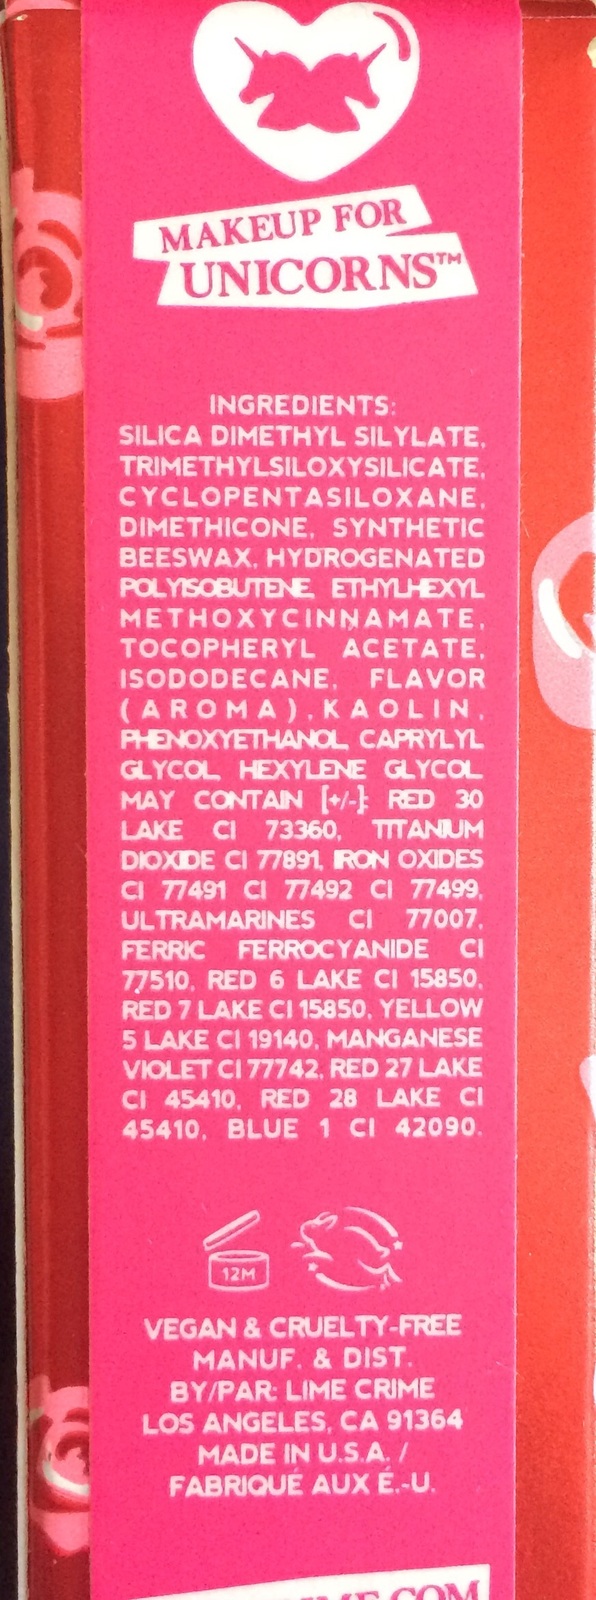 MAKEUP FOR
UNICORNS™
INGREDIENTS:
SILICA DIMETHYL SILYLATE,
TRIMETHYLSILOXYSILICATE,
CYCLOPENTASILOXANE,
DIMETHICONE, SYNTHETIC
BEESWAX, HYDROGENATED
POLYISOBUTENE, ETHYLHEXYL
METHOXYCINNAMATE,
TOCOPHERYL ACETATE,
ISODODECANE, FLAVOR
(AROMA), KAOLIN,
PHENOXYETHANOL, CAPRYLYL
GLYCOL, HEXYLENE GLYCOL.
MAY CONTAIN [+/-]: RED 30
LAKE CI 73360, TITANIUM
DIOXIDE CI 77891, IRON OXIDES
CI 77491 CI 77492 CI 77499,
ULTRAMARINES CI 77007,
FERRIC FERROCYANIDE CI
77510, RED 6 LAKE CI 15850,
RED 7 LAKE CI 15850, YELLOW
5 LAKE CI 19140, MANGANESE
VIOLET CI 77742, RED 27 LAKE
CI 45410, RED 28 LAKE CI
45410, BLUE 1 CI 42090.
12M
VEGAN & CRUELTY-FREE
MANUF. & DIST.
BY/PAR: LIME CRIME
LOS ANGELES, CA 91364
MADE IN U.S.A. /
FABRIQUÉ AUX É.-U.